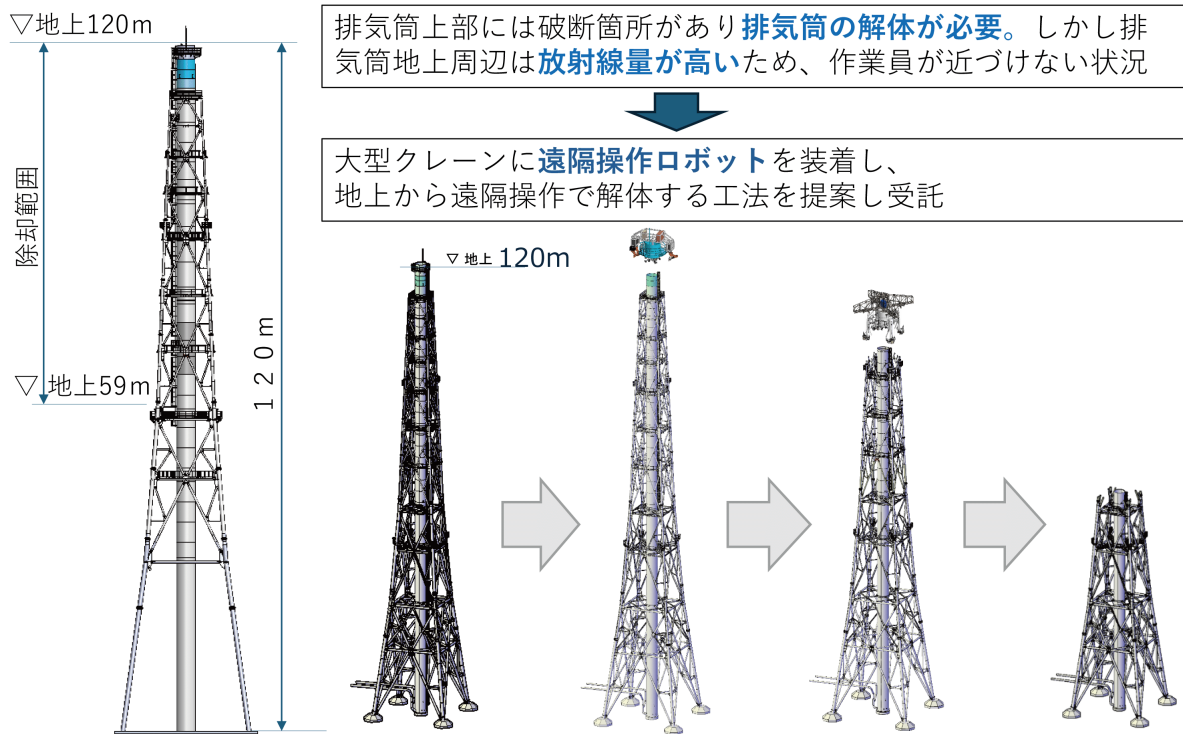 ▽地上120m
除却範囲
▽地上59m
120m
排気筒上部には破断箇所があり排気筒の解体が必要。しかし排
気筒地上周辺は放射線量が高いため、作業員が近づけない状況
大型クレーンに遠隔操作ロボットを装着し、
地上から遠隔操作で解体する工法を提案し受託
▽地上 120m